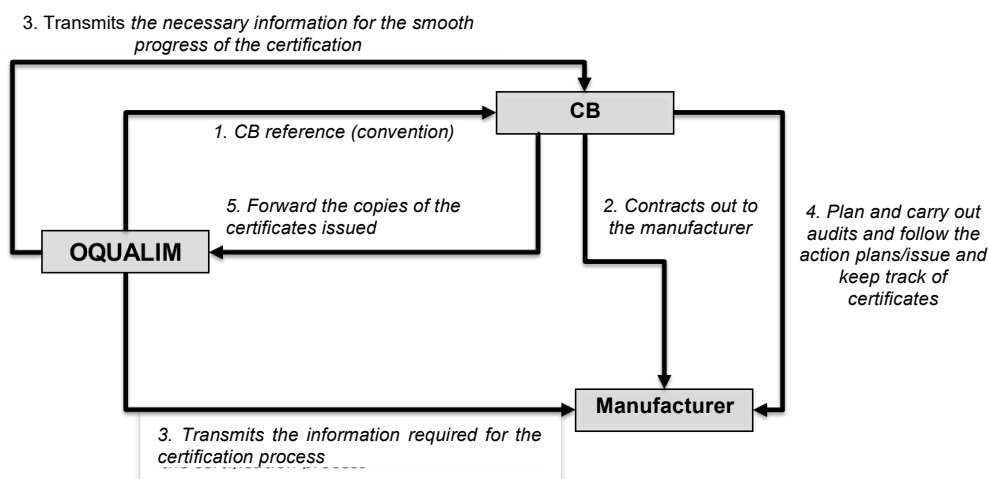 3. Transmits the necessary information for the smooth
progress of the certification
CB
1. CB reference (convention)
5. Forward the copies of the
certificates issued
2. Contracts out to
the manufacturer
4. Plan and carry out
audits and follow the
action plans/issue and
keep track of
certificates
OQUALIM
Manufacturer
3. Transmits the information required for the
certification process